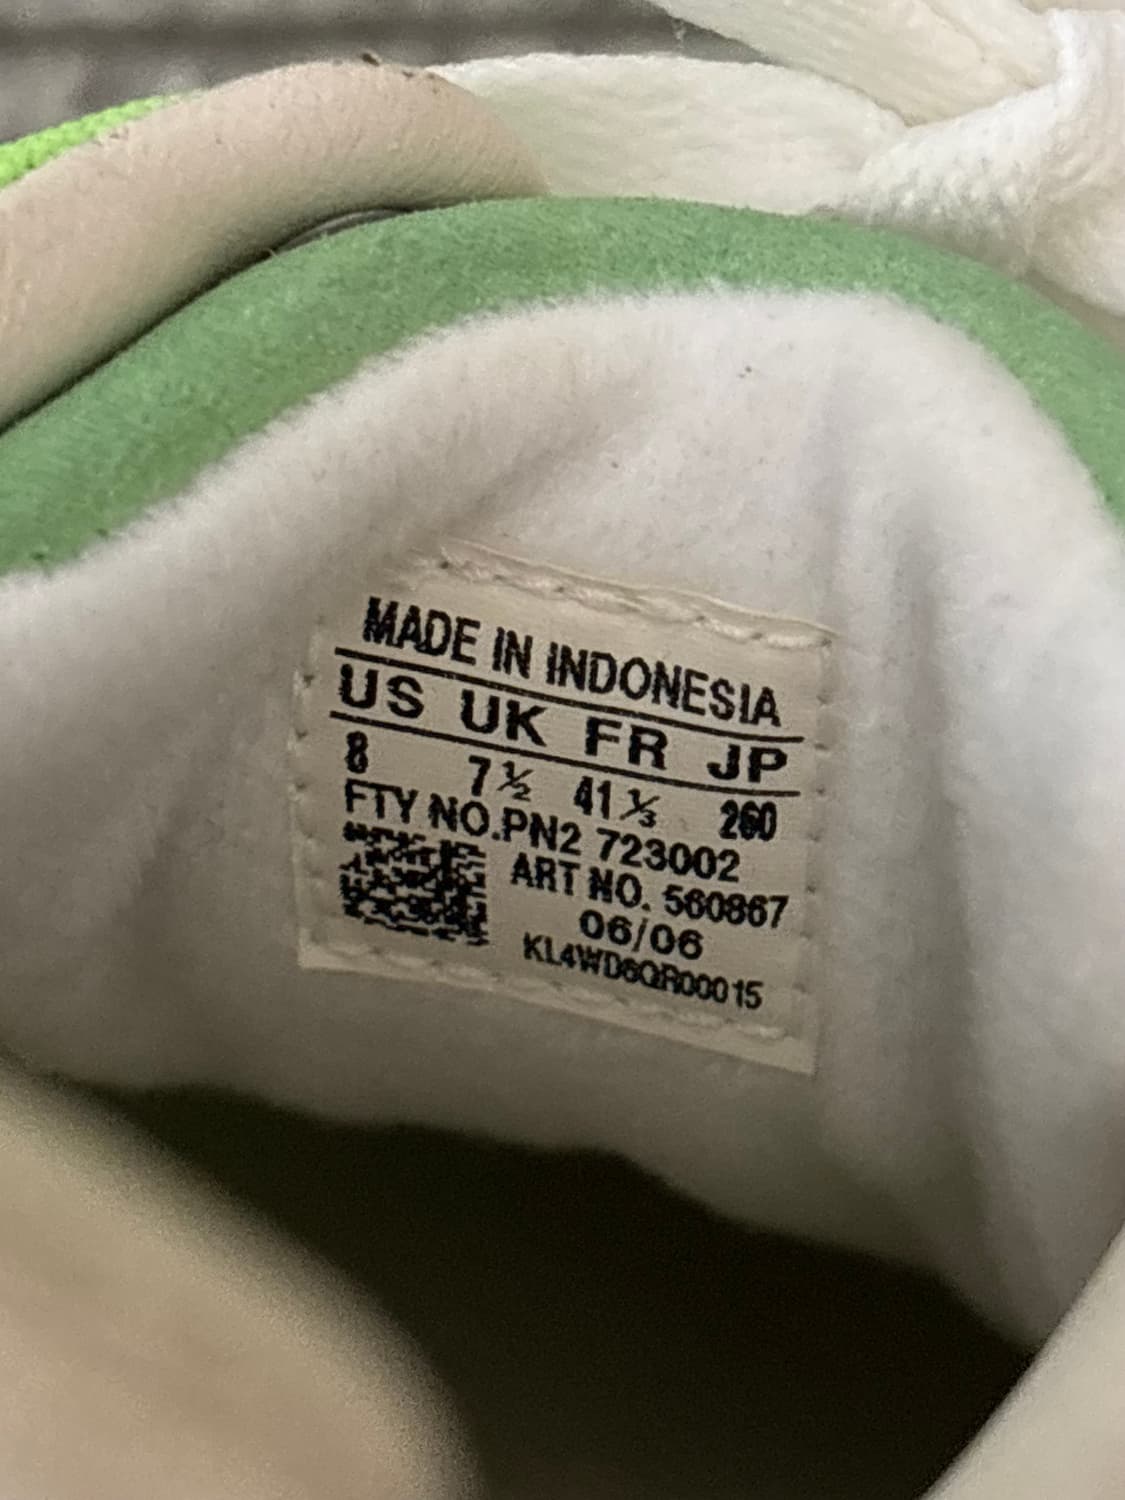 MADE IN INDONESIA
US UK FR JP
8 7½ 41⅓ 260
FTY NO.PN2 723002
ART NO. 560867
06/06
KL4WD6QR00015